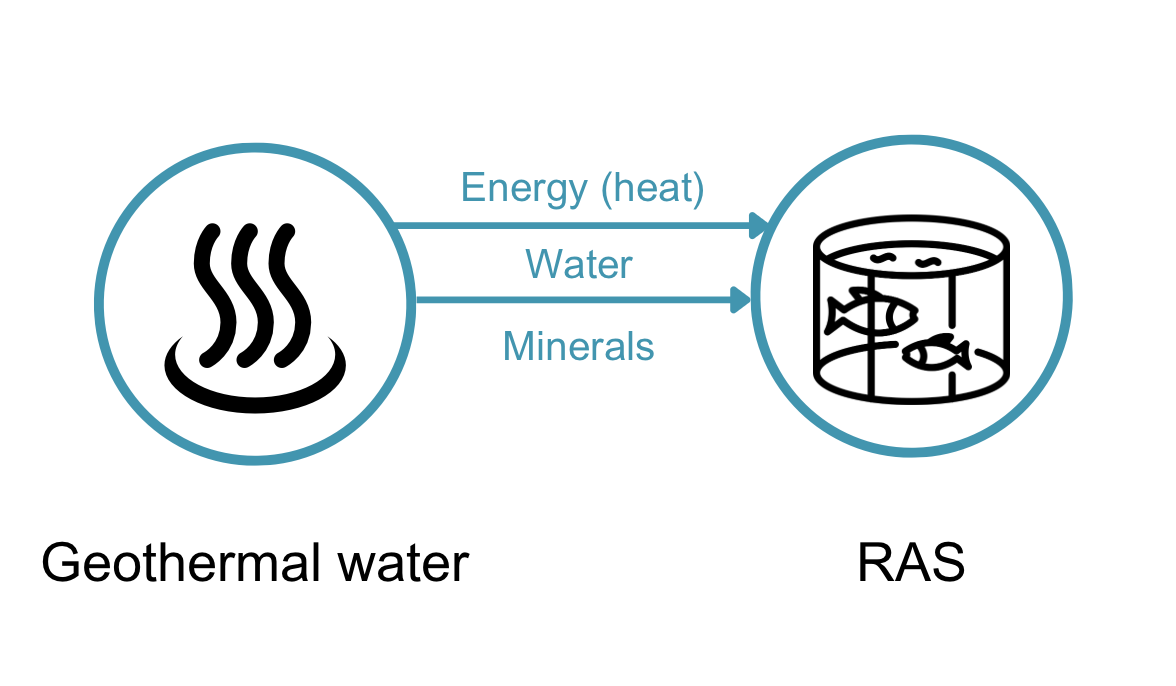 Energy (heat)
Water
Minerals
Geothermal water
RAS